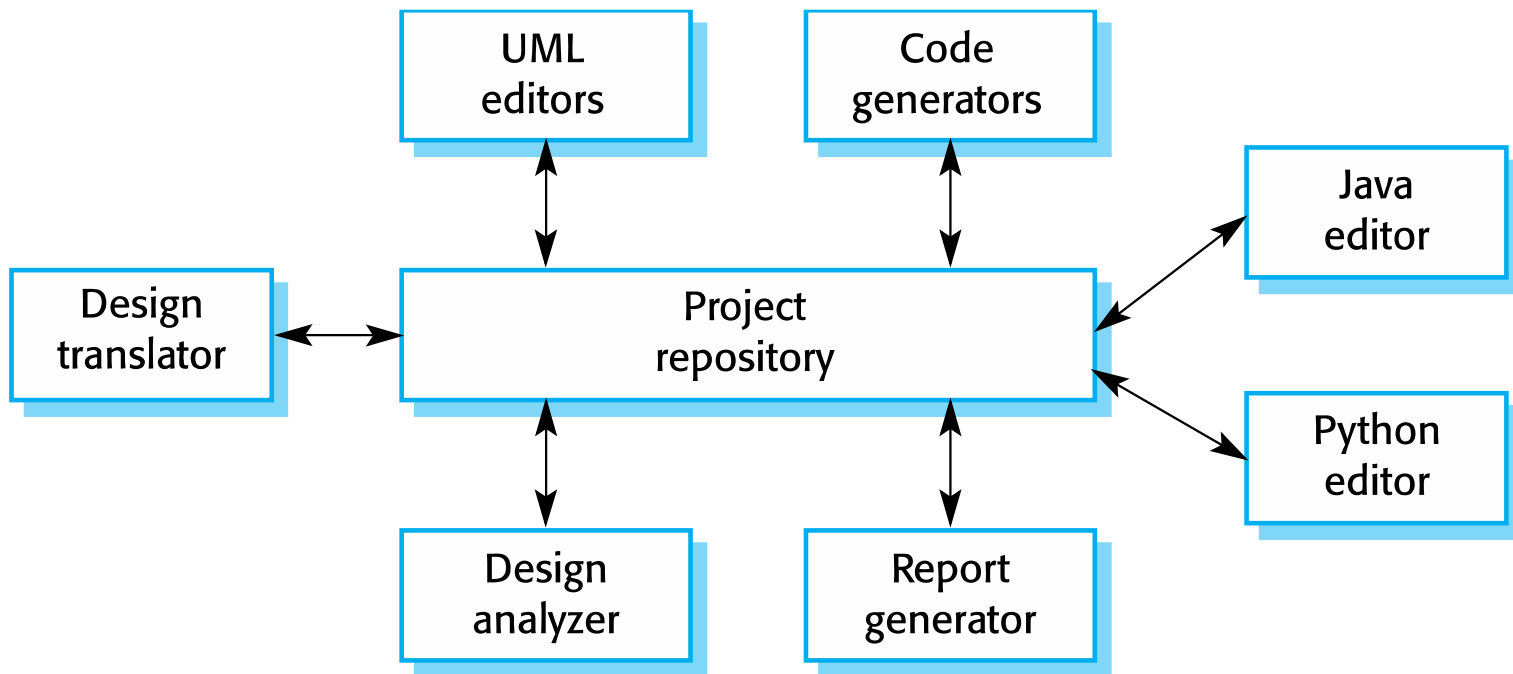 UML
editors
Code
generators
Java
editor
Design
translator
Project
repository
Python
editor
Design
analyzer
Report
generator